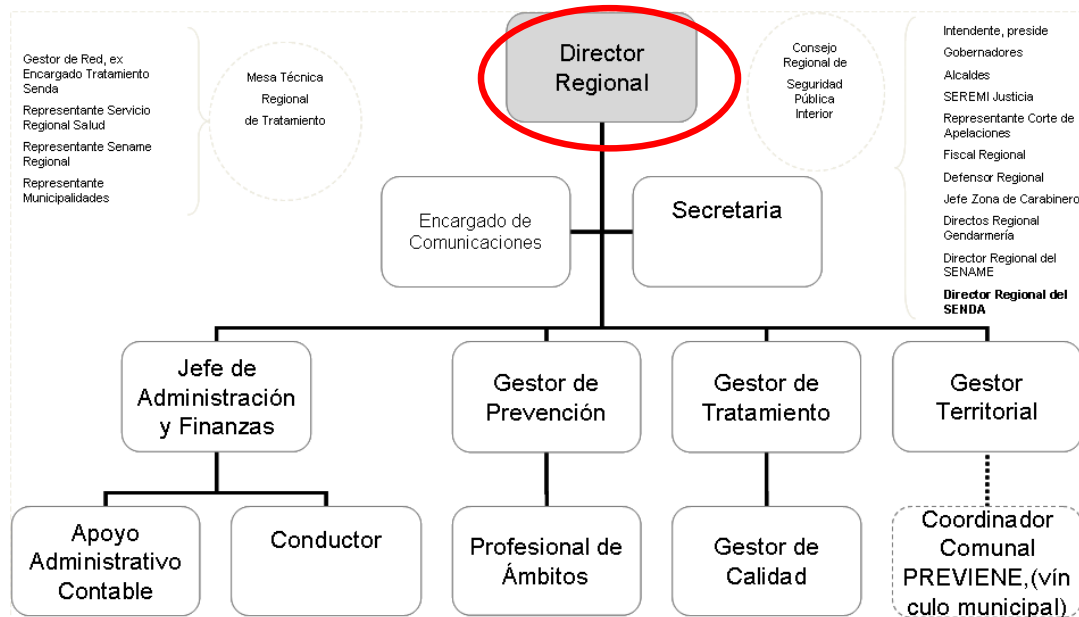 Director
Regional
Gestor de Red, ex
Encargado Tratamiento
Senda
Representante Servicio
Regional Salud
Representante Sename
Regional
Representante
Municipalidades
Mesa Técnica
Regional
de Tratamiento
Consejo
Regional de
Seguridad
Pública
Interior
Intendente, preside
Gobernadores
Alcaldes
SEREMI Justicia
Representante Corte de
Apelaciones
Fiscal Regional
Defensor Regional
Jefe Zona de Carabinero
Directos Regional
Gendarmería
Director Regional del
SENAME
Director Regional del
SENDA
Encargado de
Comunicaciones
Secretaria
Jefe de
Administración
y Finanzas
Gestor de
Prevención
Gestor de
Tratamiento
Gestor
Territorial
Apoyo
Administrativo
Contable
Conductor
Profesional de
Ámbitos
Gestor de
Calidad
Coordinador
Comunal
PREVIENE,(vín
culo municipal)